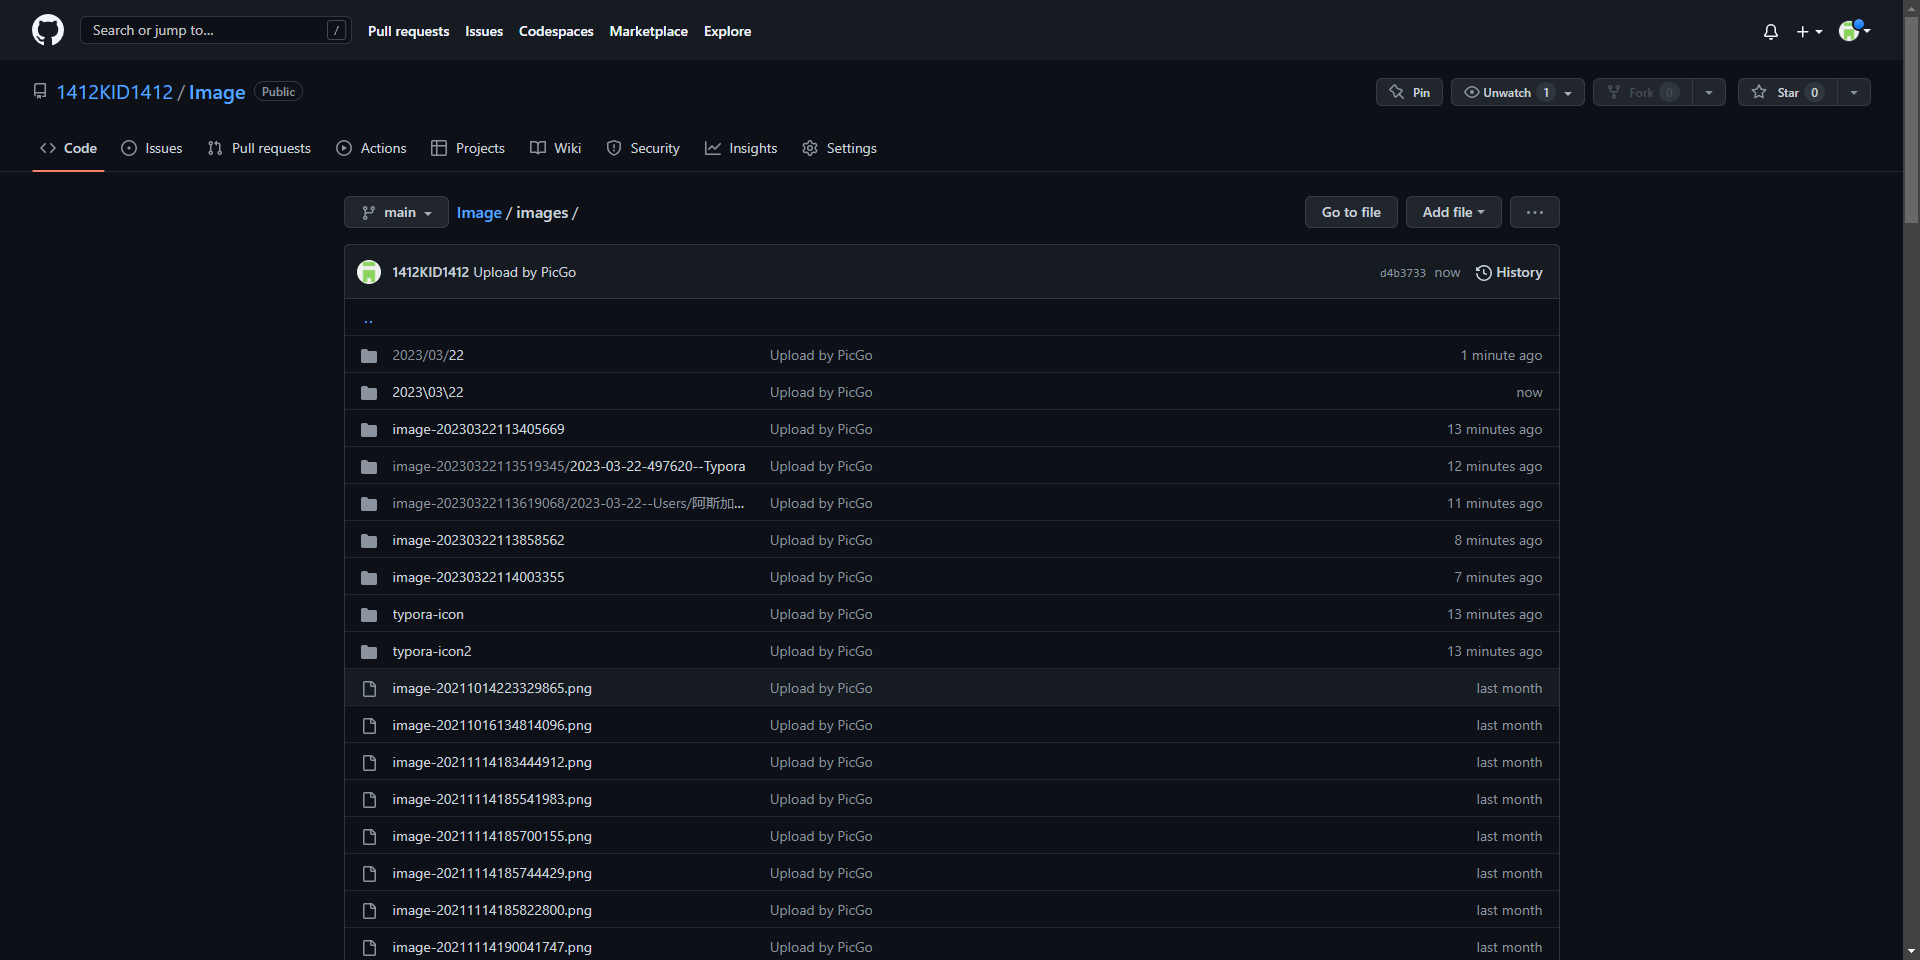 Search or jump to... /
Pull requests Issues Codespaces Marketplace Explore
1412KID1412 / Image Public
Pin Unwatch 1 Fork 0 Star 0
Code Issues Pull requests Actions Projects Wiki Security Insights Settings
main Image / images / Go to file Add file ...
1412KID1412 Upload by PicGo d4b3733 now History
..
2023/03/22 Upload by PicGo 1 minute ago
2023\03\22 Upload by PicGo now
image-20230322113405669 Upload by PicGo 13 minutes ago
image-20230322113519345/2023-03-22-497620--Typora Upload by PicGo 12 minutes ago
image-20230322113619068/2023-03-22--Users/阿斯加... Upload by PicGo 11 minutes ago
image-20230322113858562 Upload by PicGo 8 minutes ago
image-20230322114003355 Upload by PicGo 7 minutes ago
typora-icon Upload by PicGo 13 minutes ago
typora-icon2 Upload by PicGo 13 minutes ago
image-20211014223329865.png Upload by PicGo last month
image-20211016134814096.png Upload by PicGo last month
image-20211114183444912.png Upload by PicGo last month
image-20211114185541983.png Upload by PicGo last month
image-20211114185700155.png Upload by PicGo last month
image-20211114185744429.png Upload by PicGo last month
image-20211114185822800.png Upload by PicGo last month
image-20211114190041747.png Upload by PicGo last month